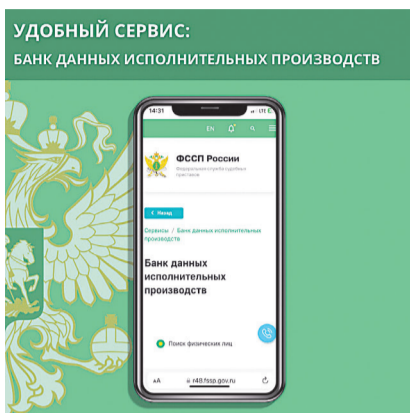 УДОБНЫЙ СЕРВИС:
БАНК ДАННЫХ ИСПОЛНИТЕЛЬНЫХ ПРОИЗВОДСТВ
14:31
LTE
EN
ФССП России
Федеральная служба судебных
приставов
Назад
Сервисы / Банк данных исполнительных
производств
Банк данных
исполнительных
производств
Поиск физических лиц
AA
r48.fssp.gov.ru